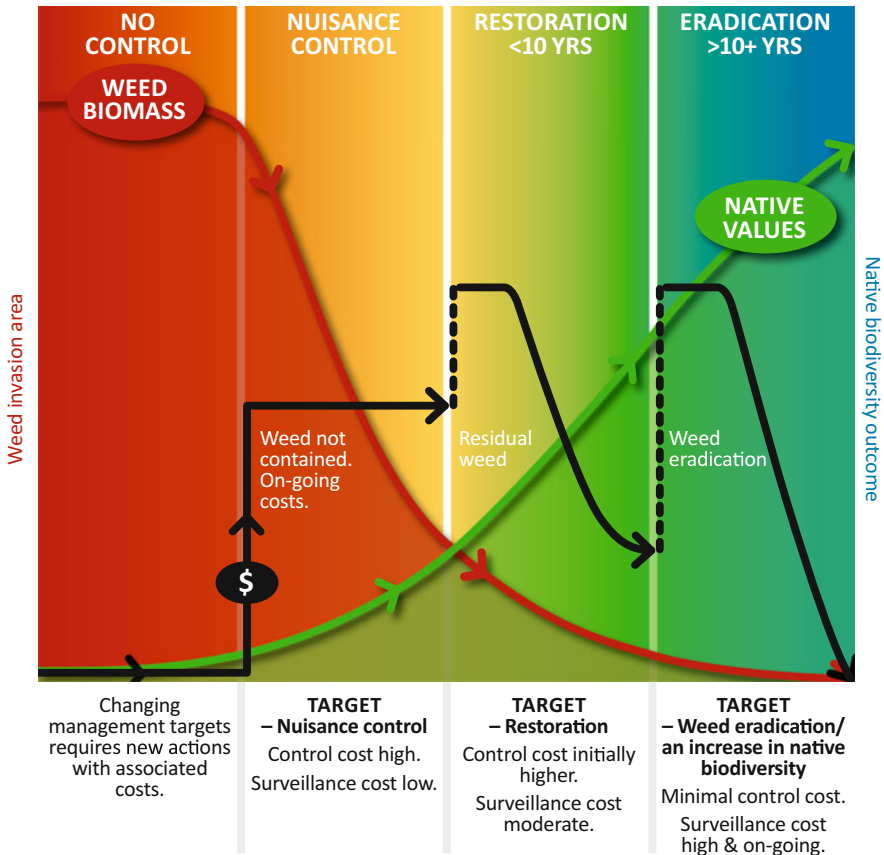 NO
CONTROL
NUISANCE
CONTROL
RESTORATION
<10 YRS
ERADICATION
>10+ YRS
WEED
BIOMASS
NATIVE
VALUES
Weed invasion area
Native biodiversity outcome
Weed not
contained.
On-going
costs.
Residual
weed
Weed
eradication
$
Changing
management targets
requires new actions
with associated
costs.
TARGET
– Nuisance control
Control cost high.
Surveillance cost low.
TARGET
– Restoration
Control cost initially
higher.
Surveillance cost
moderate.
TARGET
– Weed eradication/
an increase in native
biodiversity
Minimal control cost.
Surveillance cost
high & on-going.